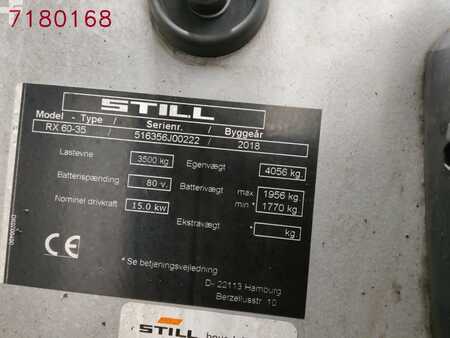 7180168
STILL
Model - Type / Serienr. / Byggeår
RX 60-35 / 516356J00222 / 2018
Lastevne 3500 kg Egenvægt 4056 kg
Batterispænding 80 v. Batterivægt max 1956 kg
min * 1770 kg
Nominel drivkraft 15.0 kw Ekstravægt * kg
CE
* Se betjeningsvejledning
D- 22113 Hamburg
Berzeliusstr. 10
STILL